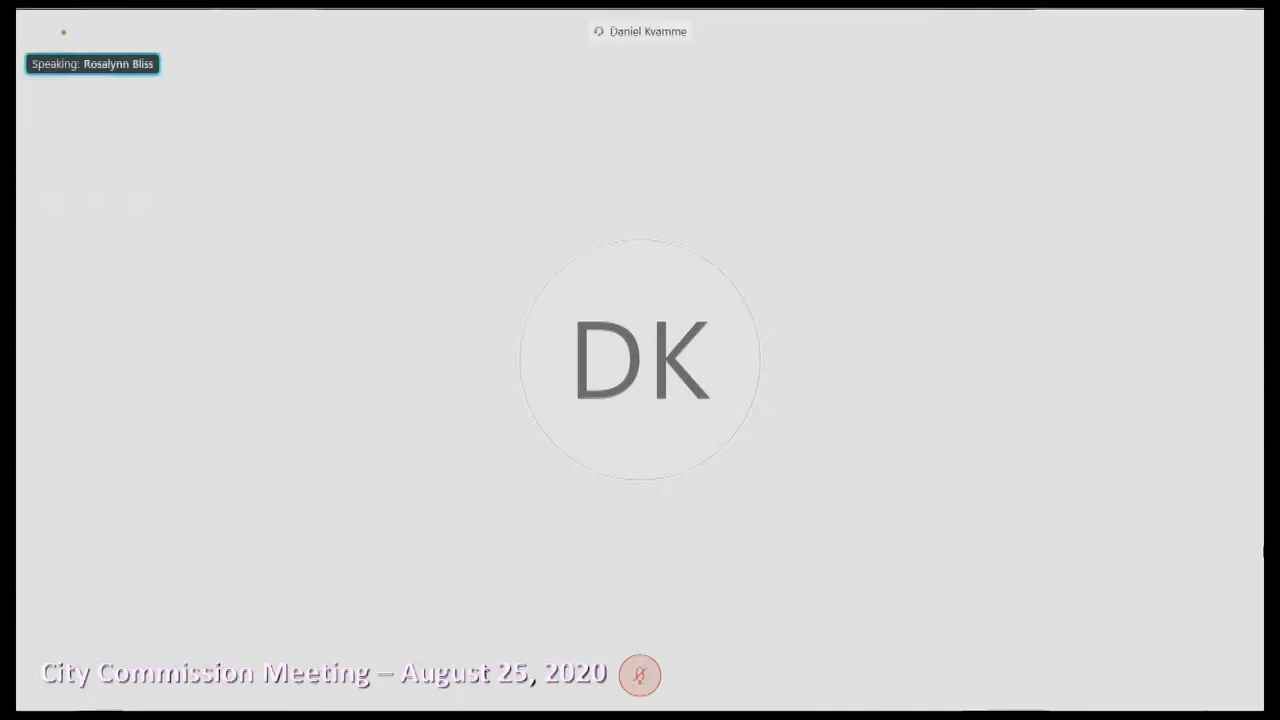 Daniel Kvamme
Speaking: Rosalynn Bliss
DK
City Commission Meeting – August 25, 2020